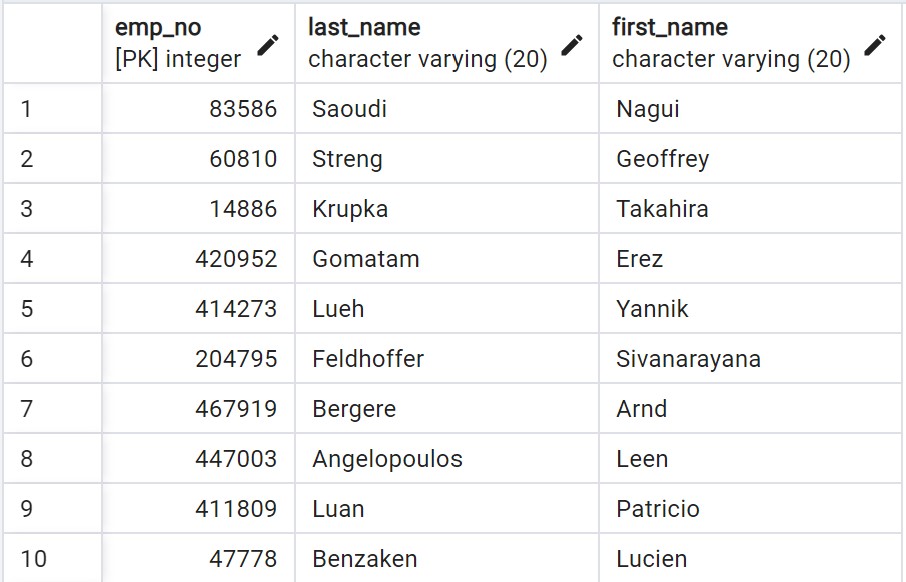 emp_no last_name first_name
[PK] integer character varying (20) character varying (20)
1 83586 Saoudi Nagui
2 60810 Streng Geoffrey
3 14886 Krupka Takahira
4 420952 Gomatam Erez
5 414273 Lueh Yannik
6 204795 Feldhoffer Sivanarayana
7 467919 Bergere Arnd
8 447003 Angelopoulos Leen
9 411809 Luan Patricio
10 47778 Benzaken Lucien